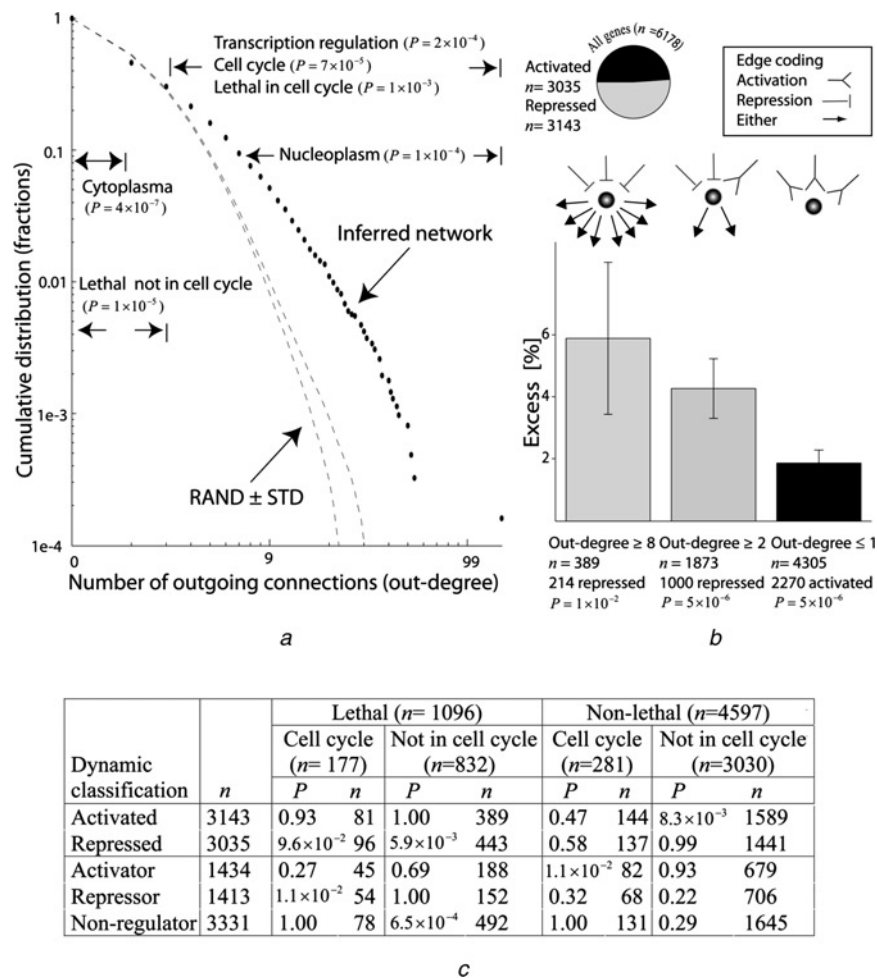 1
0.1
0.01
1e-3
1e-4
Cumulative distribution (fractions)
Transcription regulation (P = 2×10⁻⁴)
Cell cycle (P = 7×10⁻⁵)
Lethal in cell cycle (P = 1×10⁻³)
Nucleoplasm (P = 1×10⁻⁴)
Cytoplasma
(P = 4×10⁻⁷)
Inferred network
Lethal not in cell cycle
(P = 1×10⁻⁵)
RAND ± STD
0 9 99
Number of outgoing connections (out-degree)
a
All genes (n =6178)
Activated
n= 3035
Repressed
n= 3143
Edge coding
Activation
Repression
Either
Excess [%]
6
4
2
Out-degree ≥ 8 Out-degree ≥ 2 Out-degree ≤ 1
n = 389 n = 1873 n= 4305
214 repressed 1000 repressed 2270 activated
P = 1×10⁻² P = 5×10⁻⁶ P = 5×10⁻⁶
b
Lethal (n= 1096) Non-lethal (n=4597)
Cell cycle Not in cell cycle Cell cycle Not in cell cycle
Dynamic (n= 177) (n=832) (n=281) (n=3030)
classification n P n P n P n P n
Activated 3143 0.93 81 1.00 389 0.47 144 8.3×10⁻³ 1589
Repressed 3035 9.6×10⁻² 96 5.9×10⁻³ 443 0.58 137 0.99 1441
Activator 1434 0.27 45 0.69 188 1.1×10⁻² 82 0.93 679
Repressor 1413 1.1×10⁻² 54 1.00 152 0.32 68 0.22 706
Non-regulator 3331 1.00 78 6.5×10⁻⁴ 492 1.00 131 0.29 1645
c